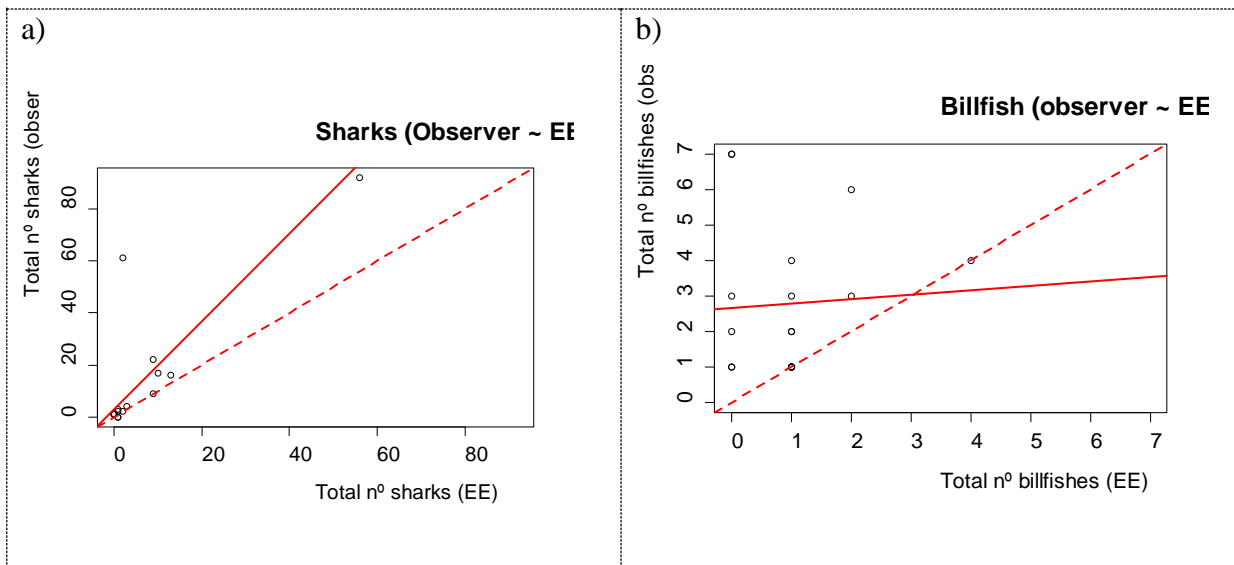 a)
Sharks (Observer ~ EE
Total nº sharks (obser
80
60
40
20
0
0 20 40 60 80
Total nº sharks (EE)
b)
Billfish (observer ~ EE
Total nº billfishes (obs
7
6
5
4
3
2
1
0
0 1 2 3 4 5 6 7
Total nº billfishes (EE)